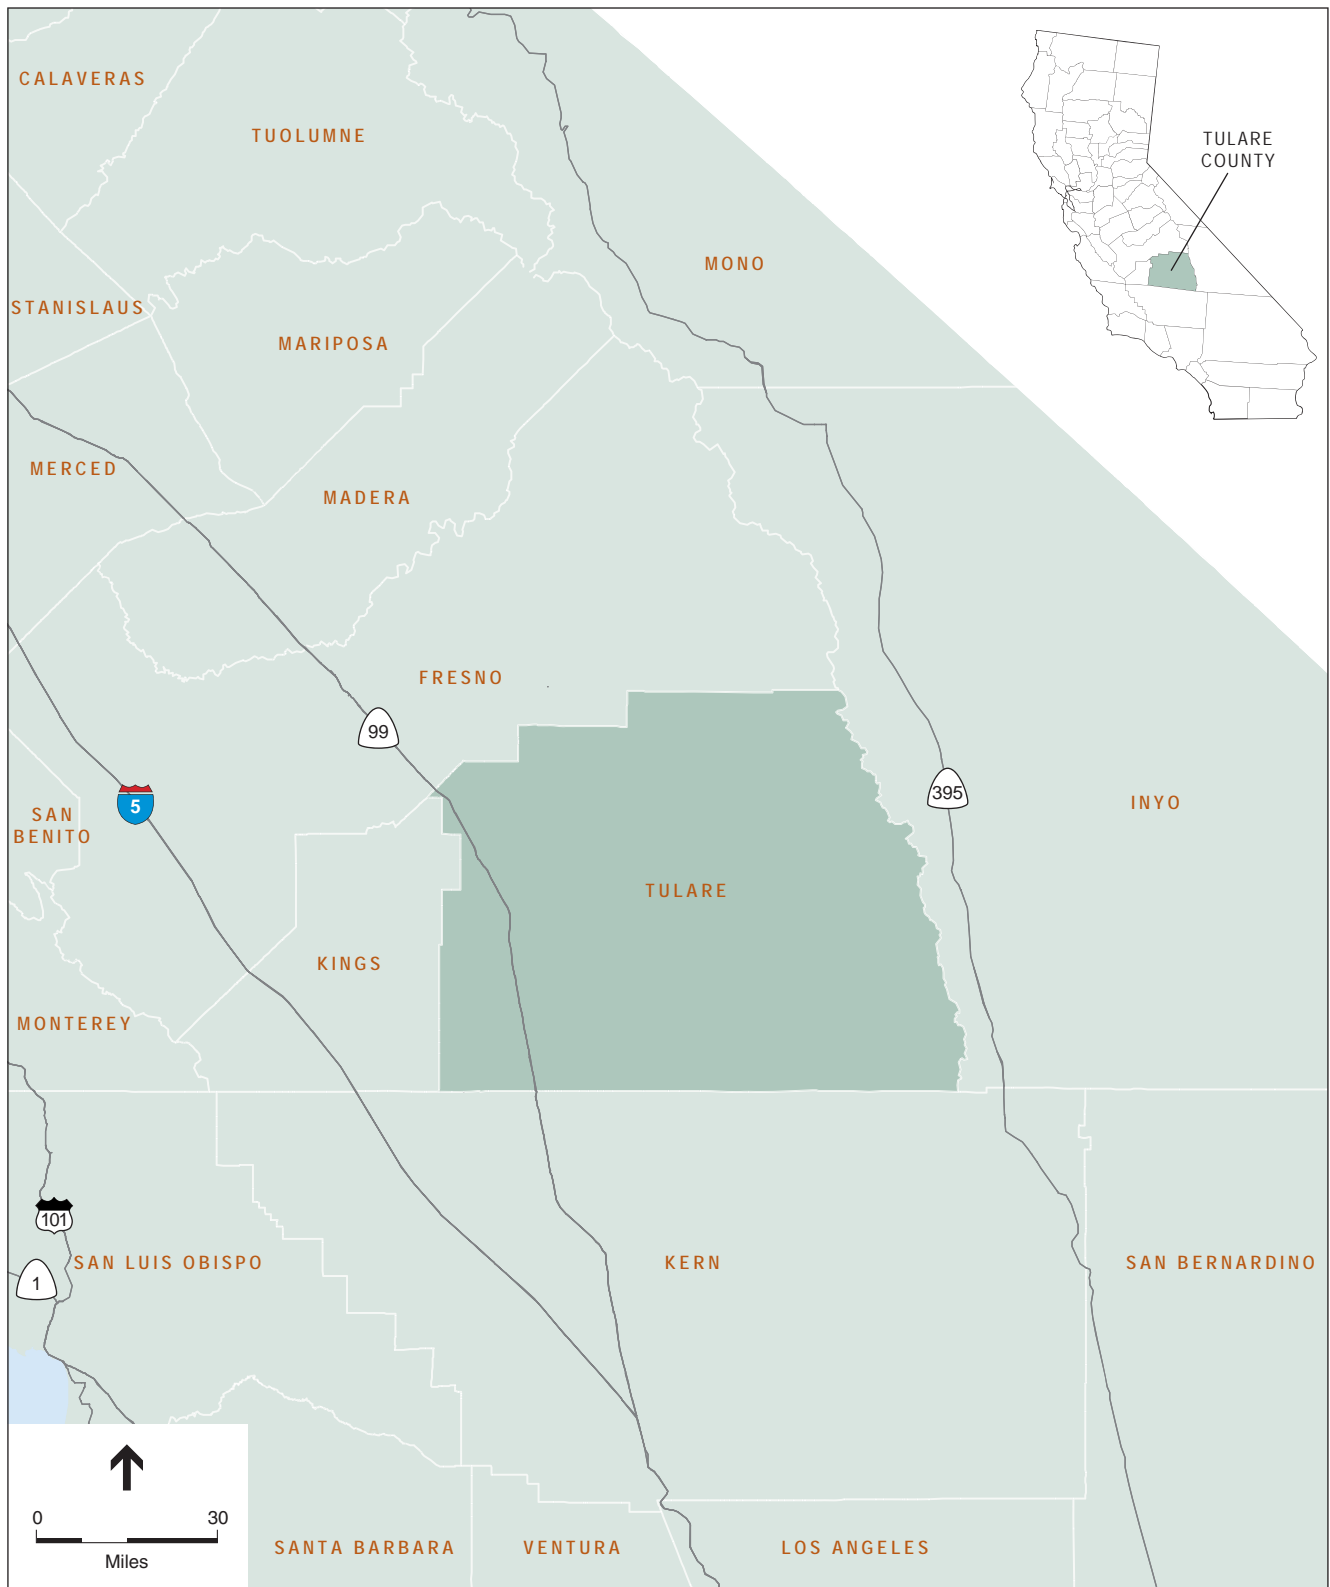 CALAVERAS
TUOLUMNE
TULARE
COUNTY
MONO
STANISLAUS
MARIPOSA
MERCED
MADERA
FRESNO
99
395
5
SAN
BENITO
INYO
TULARE
KINGS
MONTEREY
101
1
SAN LUIS OBISPO
KERN
SAN BERNARDINO
0
30
Miles
SANTA BARBARA
VENTURA
LOS ANGELES